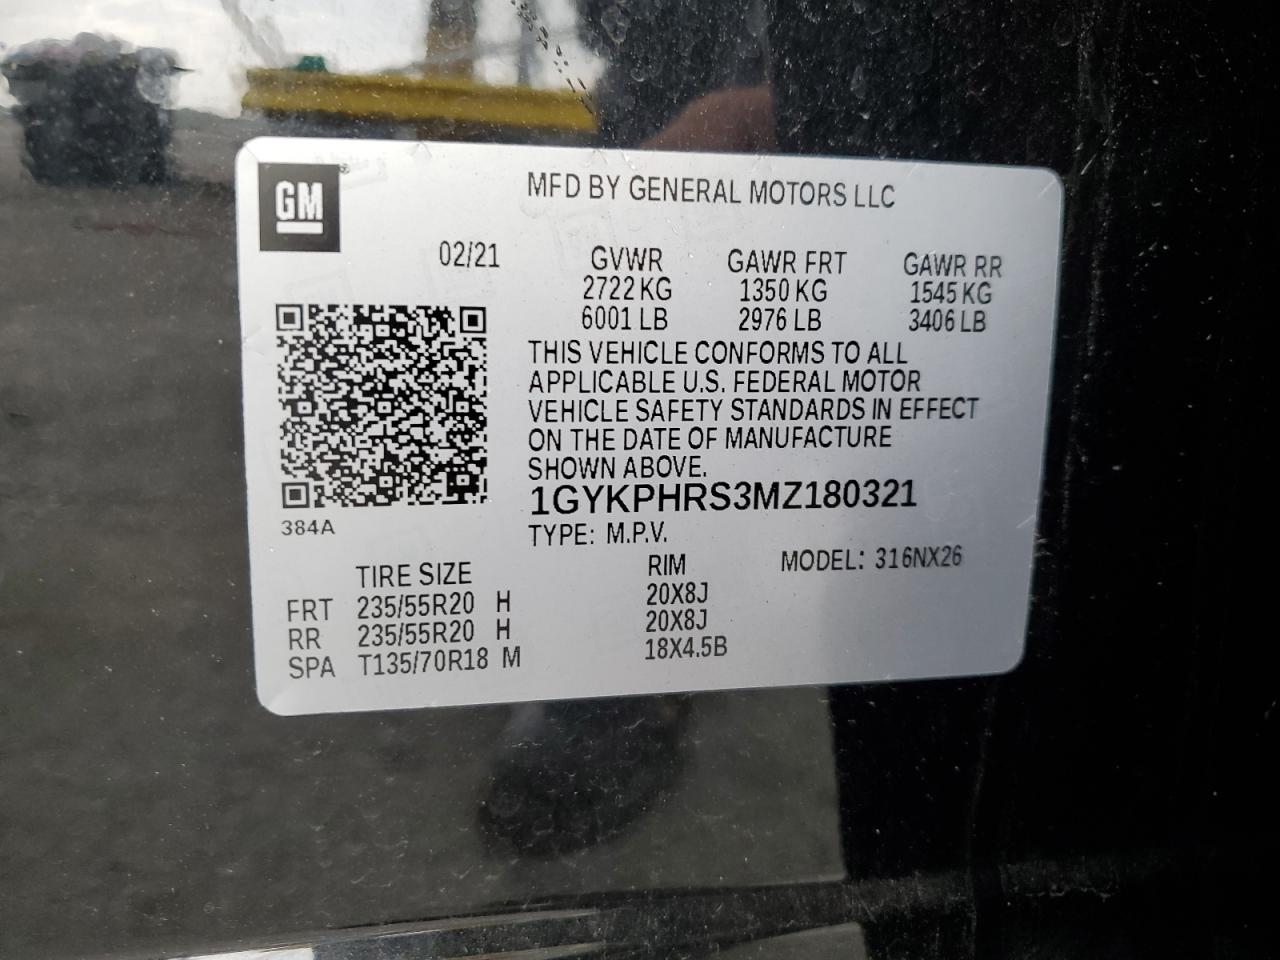 GM ®
MFD BY GENERAL MOTORS LLC
02/21 GVWR GAWR FRT GAWR RR
2722 KG 1350 KG 1545 KG
6001 LB 2976 LB 3406 LB
THIS VEHICLE CONFORMS TO ALL
APPLICABLE U.S. FEDERAL MOTOR
VEHICLE SAFETY STANDARDS IN EFFECT
ON THE DATE OF MANUFACTURE
SHOWN ABOVE.
1GYKPHRS3MZ180321
384A
TYPE: M.P.V.
TIRE SIZE RIM MODEL: 316NX26
FRT 235/55R20 H 20X8J
RR 235/55R20 H 20X8J
SPA T135/70R18 M 18X4.5B